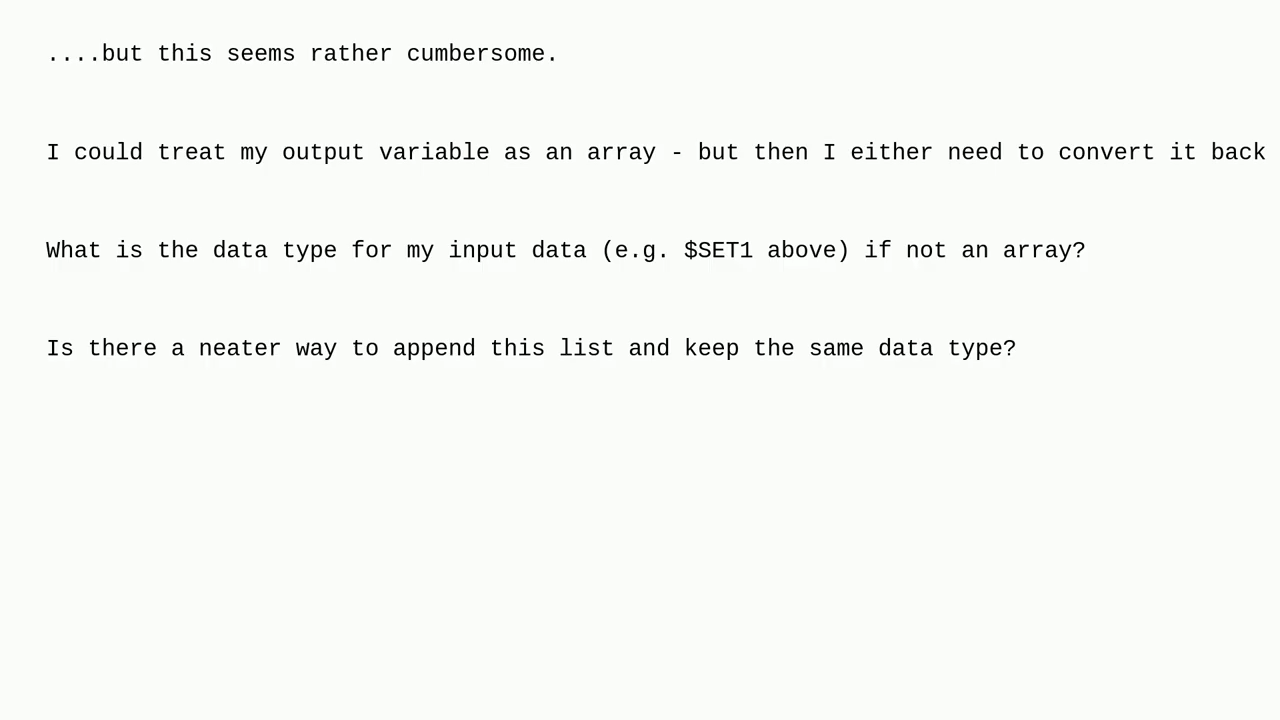 ....but this seems rather cumbersome.
I could treat my output variable as an array - but then I either need to convert it back
What is the data type for my input data (e.g. $SET1 above) if not an array?
Is there a neater way to append this list and keep the same data type?